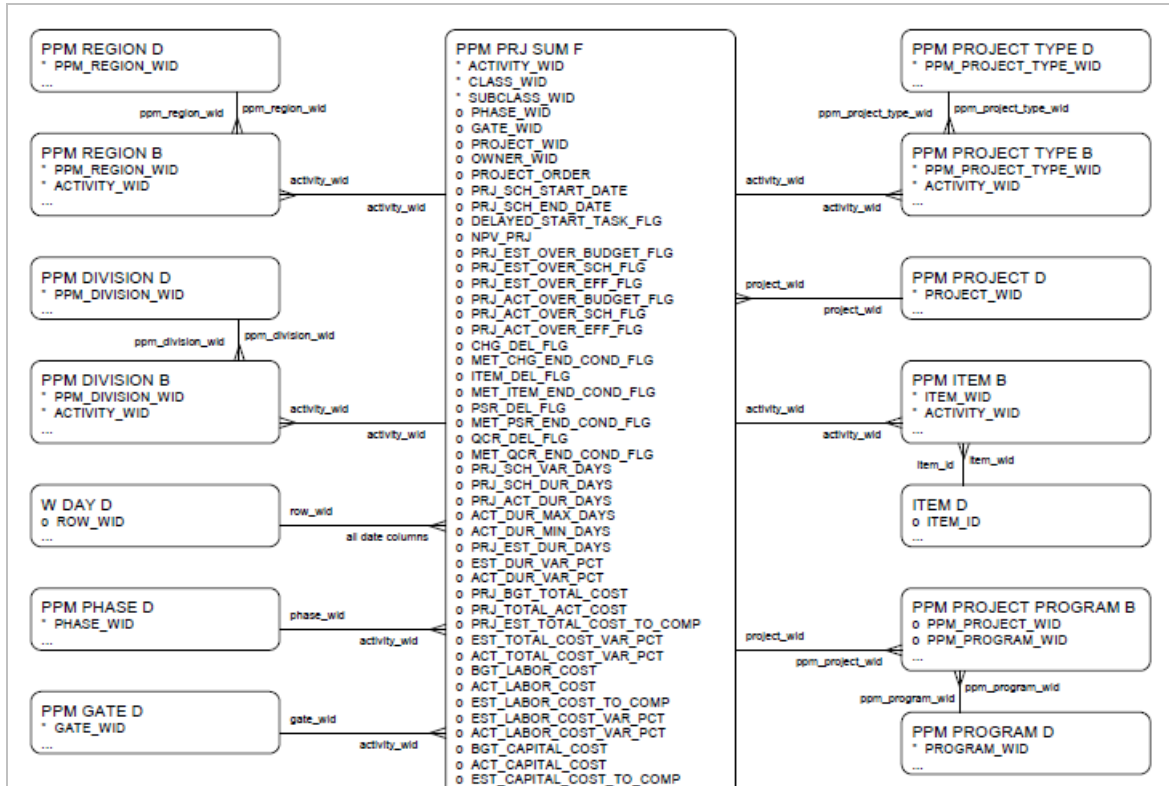 PPM REGION D
* PPM_REGION_WID
...
ppm_region_wid
ppm_region_wid
PPM REGION B
* PPM_REGION_WID
* ACTIVITY_WID
...
activity_wid
activity_wid
PPM DIVISION D
* PPM_DIVISION_WID
...
ppm_division_wid
ppm_division_wid
PPM DIVISION B
* PPM_DIVISION_WID
* ACTIVITY_WID
...
activity_wid
activity_wid
W DAY D
o ROW_WID
...
row_wid
all date columns
PPM PHASE D
* PHASE_WID
...
phase_wid
activity_wid
PPM GATE D
* GATE_WID
...
gate_wid
activity_wid
PPM PRJ SUM F
* ACTIVITY_WID
* CLASS_WID
* SUBCLASS_WID
o PHASE_WID
o GATE_WID
o PROJECT_WID
o OWNER_WID
o PROJECT_ORDER
o PRJ_SCH_START_DATE
o PRJ_SCH_END_DATE
o DELAYED_START_TASK_FLG
o NPV_PRJ
o PRJ_EST_OVER_BUDGET_FLG
o PRJ_EST_OVER_SCH_FLG
o PRJ_EST_OVER_EFF_FLG
o PRJ_ACT_OVER_BUDGET_FLG
o PRJ_ACT_OVER_SCH_FLG
o PRJ_ACT_OVER_EFF_FLG
o CHG_DEL_FLG
o MET_CHG_END_COND_FLG
o ITEM_DEL_FLG
o MET_ITEM_END_COND_FLG
o PSR_DEL_FLG
o MET_PSR_END_COND_FLG
o QCR_DEL_FLG
o MET_QCR_END_COND_FLG
o PRJ_SCH_VAR_DAYS
o PRJ_SCH_DUR_DAYS
o PRJ_ACT_DUR_DAYS
o ACT_DUR_MAX_DAYS
o ACT_DUR_MIN_DAYS
o PRJ_EST_DUR_DAYS
o EST_DUR_VAR_PCT
o ACT_DUR_VAR_PCT
o PRJ_BGT_TOTAL_COST
o PRJ_TOTAL_ACT_COST
o PRJ_EST_TOTAL_COST_TO_COMP
o EST_TOTAL_COST_VAR_PCT
o ACT_TOTAL_COST_VAR_PCT
o BGT_LABOR_COST
o ACT_LABOR_COST
o EST_LABOR_COST_TO_COMP
o EST_LABOR_COST_VAR_PCT
o ACT_LABOR_COST_VAR_PCT
o BGT_CAPITAL_COST
o ACT_CAPITAL_COST
o EST_CAPITAL_COST_TO_COMP
PPM PROJECT TYPE D
* PPM_PROJECT_TYPE_WID
...
ppm_project_type_wid
ppm_project_type_wid
PPM PROJECT TYPE B
* PPM_PROJECT_TYPE_WID
* ACTIVITY_WID
...
activity_wid
activity_wid
PPM PROJECT D
* PROJECT_WID
...
project_wid
project_wid
PPM ITEM B
* ITEM_WID
* ACTIVITY_WID
...
activity_wid
activity_wid
item_id
item_wid
ITEM D
o ITEM_ID
...
PPM PROJECT PROGRAM B
o PPM_PROJECT_WID
o PPM_PROGRAM_WID
...
project_wid
ppm_project_wid
ppm_program_wid
ppm_program_wid
PPM PROGRAM D
* PROGRAM_WID
...